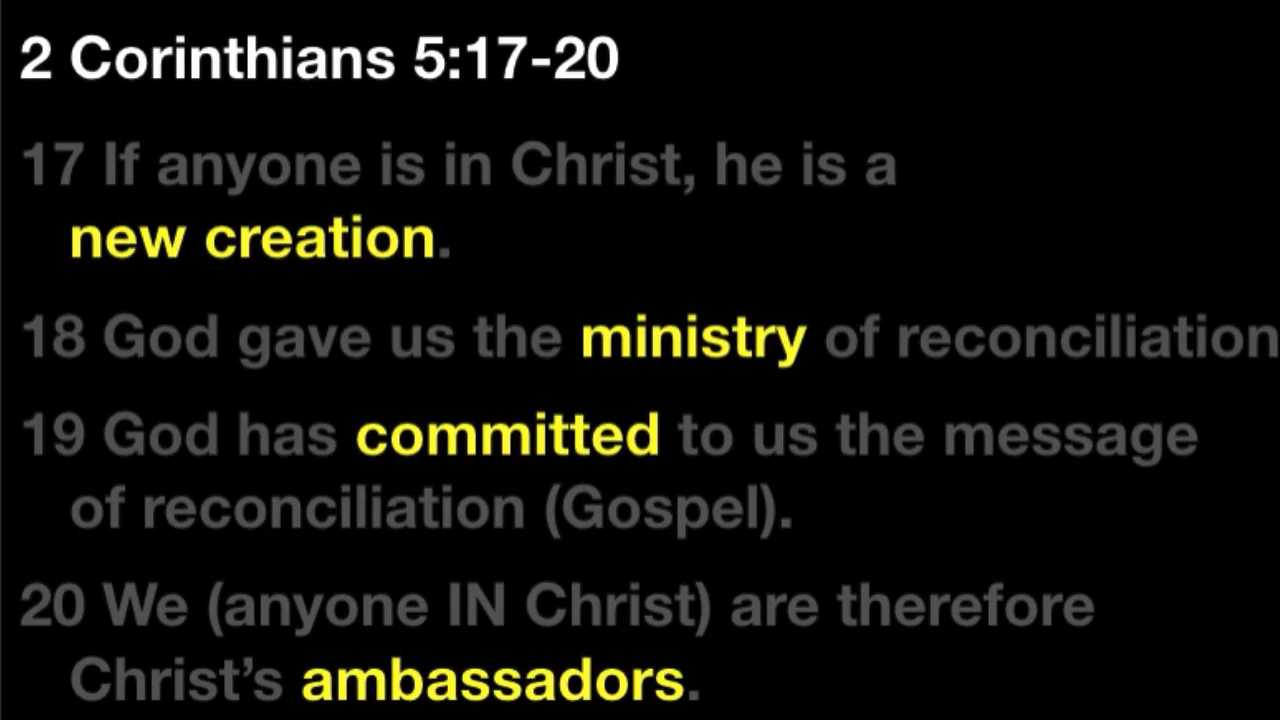 2 Corinthians 5:17-20
17 If anyone is in Christ, he is a
new creation.
18 God gave us the ministry of reconciliation
19 God has committed to us the message
of reconciliation (Gospel).
20 We (anyone IN Christ) are therefore
Christ’s ambassadors.